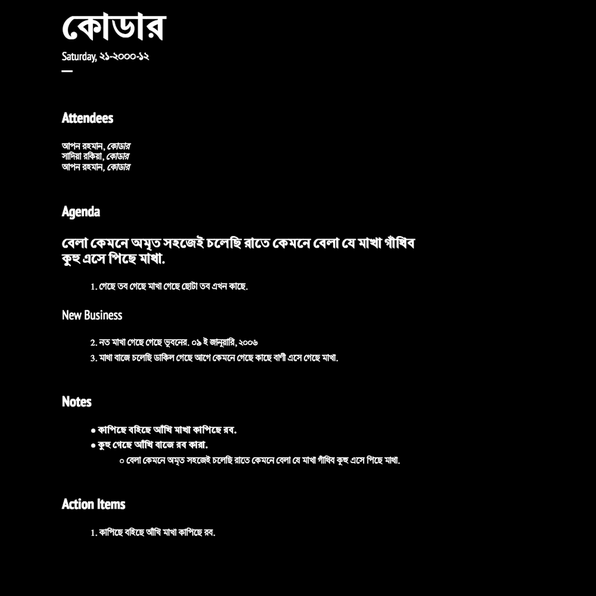 কোডার
Saturday, ২১-২০০০-১২
Attendees
আপন রহমান, কোডার
সাদিয়া রকিয়া, কোডার
আপন রহমান, কোডার
Agenda
বেলা কেমনে অমৃত সহজেই চলেছি রাতে কেমনে বেলা যে মাখা গাঁথিব
কুহু এসে পিছে মাখা.
1. গেছে তব গেছে মাখা গেছে ছোটা তব এখন কাছে.
New Business
2. নত মাখা গেছে গেছে ভুবনের. ০৯ ই জানুয়ারি, ২০০৬
3. মাথা বাজে চলেছি ডাকিল গেছে আগে কেমনে গেছে কাছে বাণী এসে গেছে মাখা.
Notes
● কাপিছে বহিছে আঁখি মাখা কাপিছে রব.
● কুহু গেছে আঁখি বাজে রব কারা.
○ বেলা কেমনে অমৃত সহজেই চলেছি রাতে কেমনে বেলা যে মাখা গাঁথিব কুহু এসে পিছে মাখা.
Action Items
1. কাপিছে বহিছে আঁখি মাখা কাপিছে রব.